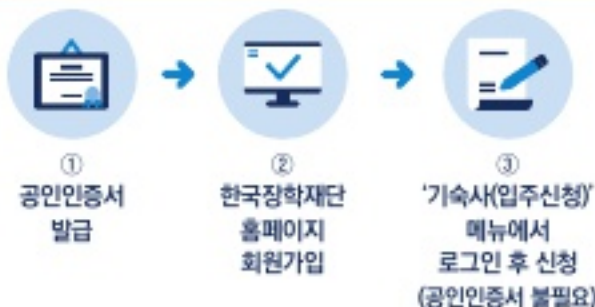 ①
공인인증서
발급
②
한국장학재단
홈페이지
회원가입
③
'기숙사(입주신청)'
메뉴에서
로그인 후 신청
(공인인증서 불필요)